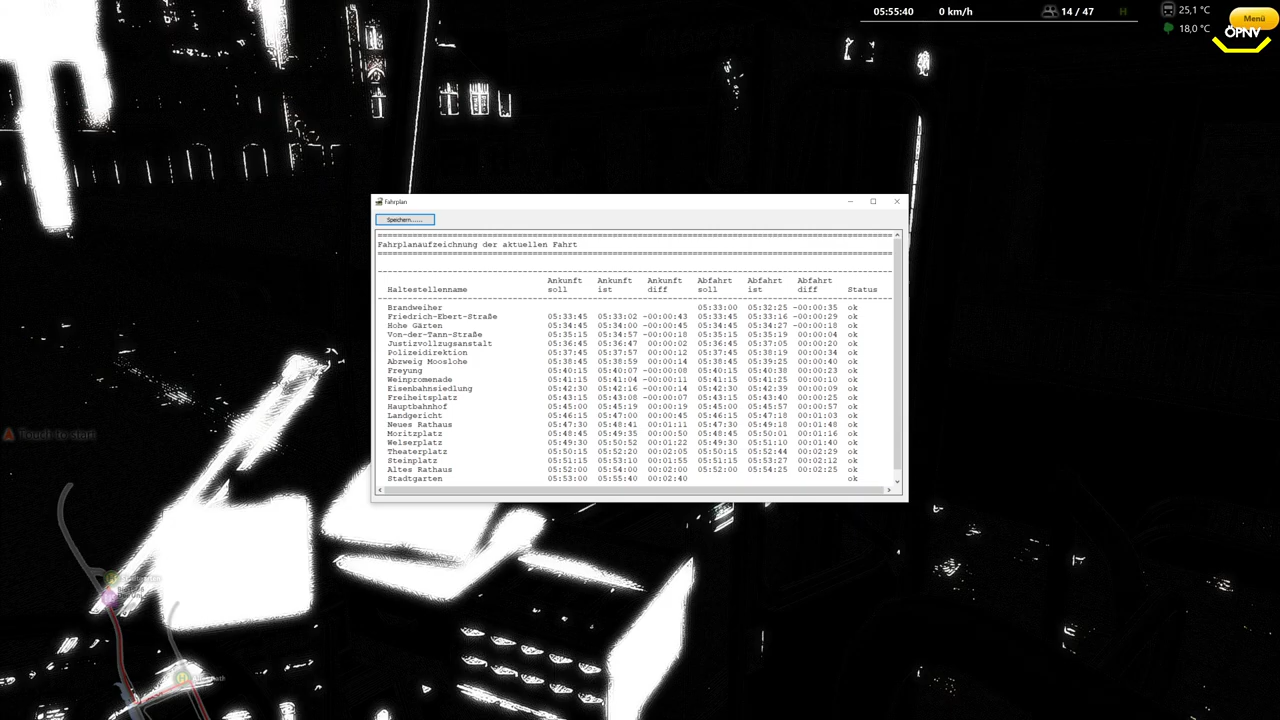 05:55:40 0 km/h 14 / 47 H 25,1 °C
18,0 °C
Menü
ÖPNV
Fahrplan
Speichern......
Fahrplanaufzeichnung der aktuellen Fahrt
Ankunft Ankunft Ankunft Abfahrt Abfahrt Abfahrt
Haltestellenname soll ist diff soll ist diff Status
Brandweiher 05:33:00 05:32:25 -00:00:35 ok
Friedrich-Ebert-Straße 05:33:45 05:33:02 -00:00:43 05:33:45 05:33:16 -00:00:29 ok
Hohe Gärten 05:34:45 05:34:00 -00:00:45 05:34:45 05:34:27 -00:00:18 ok
Von-der-Tann-Straße 05:35:15 05:34:57 -00:00:18 05:35:15 05:35:19 00:00:04 ok
Justizvollzugsanstalt 05:36:45 05:36:47 00:00:02 05:36:45 05:37:05 00:00:20 ok
Polizeidirektion 05:37:45 05:37:57 00:00:12 05:37:45 05:38:19 00:00:34 ok
Abzweig Mooslohe 05:38:45 05:38:59 00:00:14 05:38:45 05:39:25 00:00:40 ok
Freyung 05:40:15 05:40:07 -00:00:08 05:40:15 05:40:38 00:00:23 ok
Weinpromenade 05:41:15 05:41:04 -00:00:11 05:41:15 05:41:25 00:00:10 ok
Eisenbahnsiedlung 05:42:30 05:42:16 -00:00:14 05:42:30 05:42:39 00:00:09 ok
Freiheitsplatz 05:43:15 05:43:08 -00:00:07 05:43:15 05:43:40 00:00:25 ok
Hauptbahnhof 05:45:00 05:45:19 00:00:19 05:45:00 05:45:57 00:00:57 ok
Landgericht 05:46:15 05:47:00 00:00:45 05:46:15 05:47:18 00:01:03 ok
Neues Rathaus 05:47:30 05:48:41 00:01:11 05:47:30 05:49:18 00:01:48 ok
Moritzplatz 05:48:45 05:49:35 00:00:50 05:48:45 05:50:01 00:01:16 ok
Welserplatz 05:49:30 05:50:52 00:01:22 05:49:30 05:51:10 00:01:40 ok
Theaterplatz 05:50:15 05:52:20 00:02:05 05:50:15 05:52:44 00:02:29 ok
Steinplatz 05:51:15 05:53:10 00:01:55 05:51:15 05:53:27 00:02:12 ok
Altes Rathaus 05:52:00 05:54:00 00:02:00 05:52:00 05:54:25 00:02:25 ok
Stadtgarten 05:53:00 05:55:40 00:02:40 ok
Touch to start
H
H